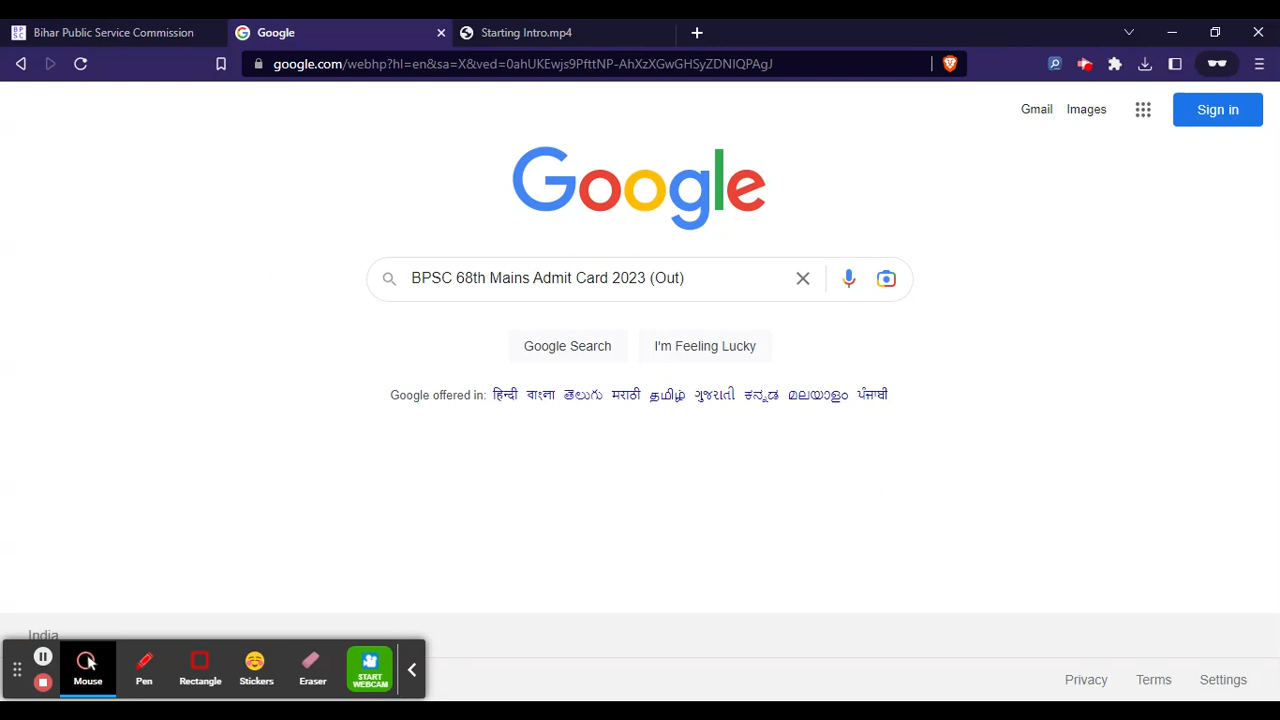 Bihar Public Service Commission
Google
Starting Intro.mp4
google.com/webhp?hl=en&sa=X&ved=0ahUKEwjs9PfttNP-AhXzXGwGHSyZDNIQPAgJ
Gmail Images
Sign in
Google
BPSC 68th Mains Admit Card 2023 (Out)
Google Search
I'm Feeling Lucky
Google offered in: हिन्दी বাংলা తెలుగు मराठी தமிழ் ગુજરાતી ಕನ್ನಡ മലയാളം ਪੰਜਾਬੀ
India
Mouse Pen Rectangle Stickers Eraser
START
WEBCAM
Privacy Terms Settings